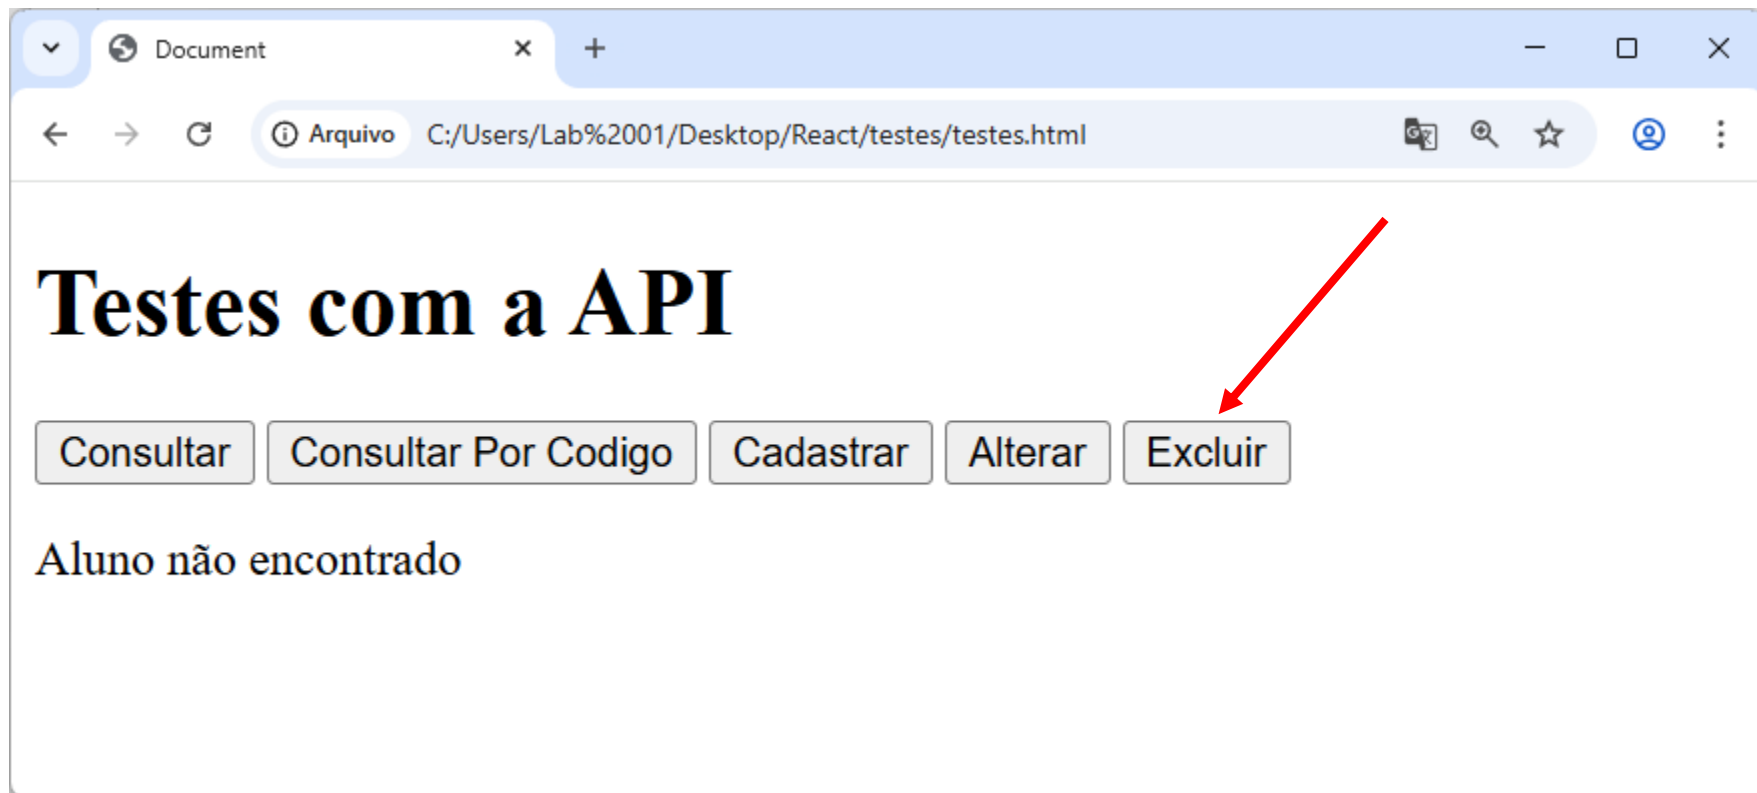 Document
Arquivo C:/Users/Lab%2001/Desktop/React/testes/testes.html
Testes com a API
Consultar Consultar Por Codigo Cadastrar Alterar Excluir
Aluno não encontrado